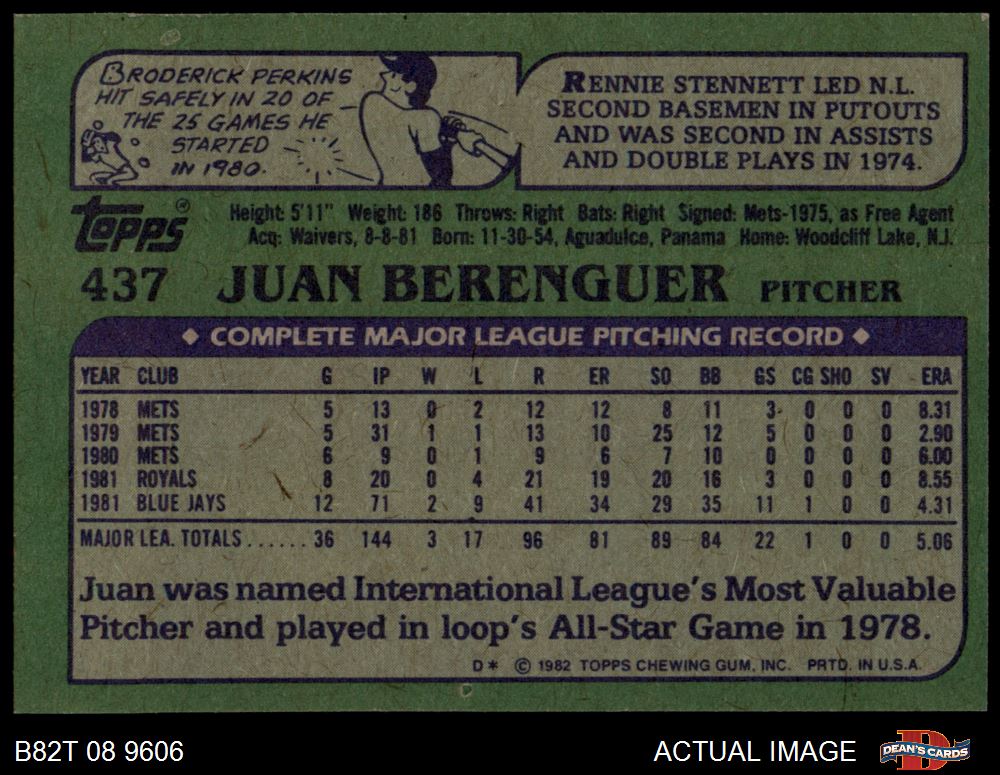 BRODERICK PERKINS
HIT SAFELY IN 20 OF
THE 25 GAMES HE
STARTED
IN 1980.
RENNIE STENNETT LED N.L.
SECOND BASEMEN IN PUTOUTS
AND WAS SECOND IN ASSISTS
AND DOUBLE PLAYS IN 1974.
topps®
Height: 5'11" Weight: 186 Throws: Right Bats: Right Signed: Mets-1975, as Free Agent
Acq: Waivers, 8-8-81 Born: 11-30-54, Aguadulce, Panama Home: Woodcliff Lake, N.J.
437 JUAN BERENGUER PITCHER
◆ COMPLETE MAJOR LEAGUE PITCHING RECORD ◆
YEAR CLUB G IP W L R ER SO BB GS CG SHO SV ERA
1978 METS 5 13 0 2 12 12 8 11 3 0 0 0 8.31
1979 METS 5 31 1 1 13 10 25 12 5 0 0 0 2.90
1980 METS 6 9 0 1 9 6 7 10 0 0 0 0 6.00
1981 ROYALS 8 20 0 4 21 19 20 16 3 0 0 0 8.55
1981 BLUE JAYS 12 71 2 9 41 34 29 35 11 1 0 0 4.31
MAJOR LEA. TOTALS...... 36 144 3 17 96 81 89 84 22 1 0 0 5.06
Juan was named International League's Most Valuable
Pitcher and played in loop's All-Star Game in 1978.
D* © 1982 TOPPS CHEWING GUM, INC. PRTD. IN U.S.A.
B82T 08 9606 ACTUAL IMAGE D DEAN'S CARDS